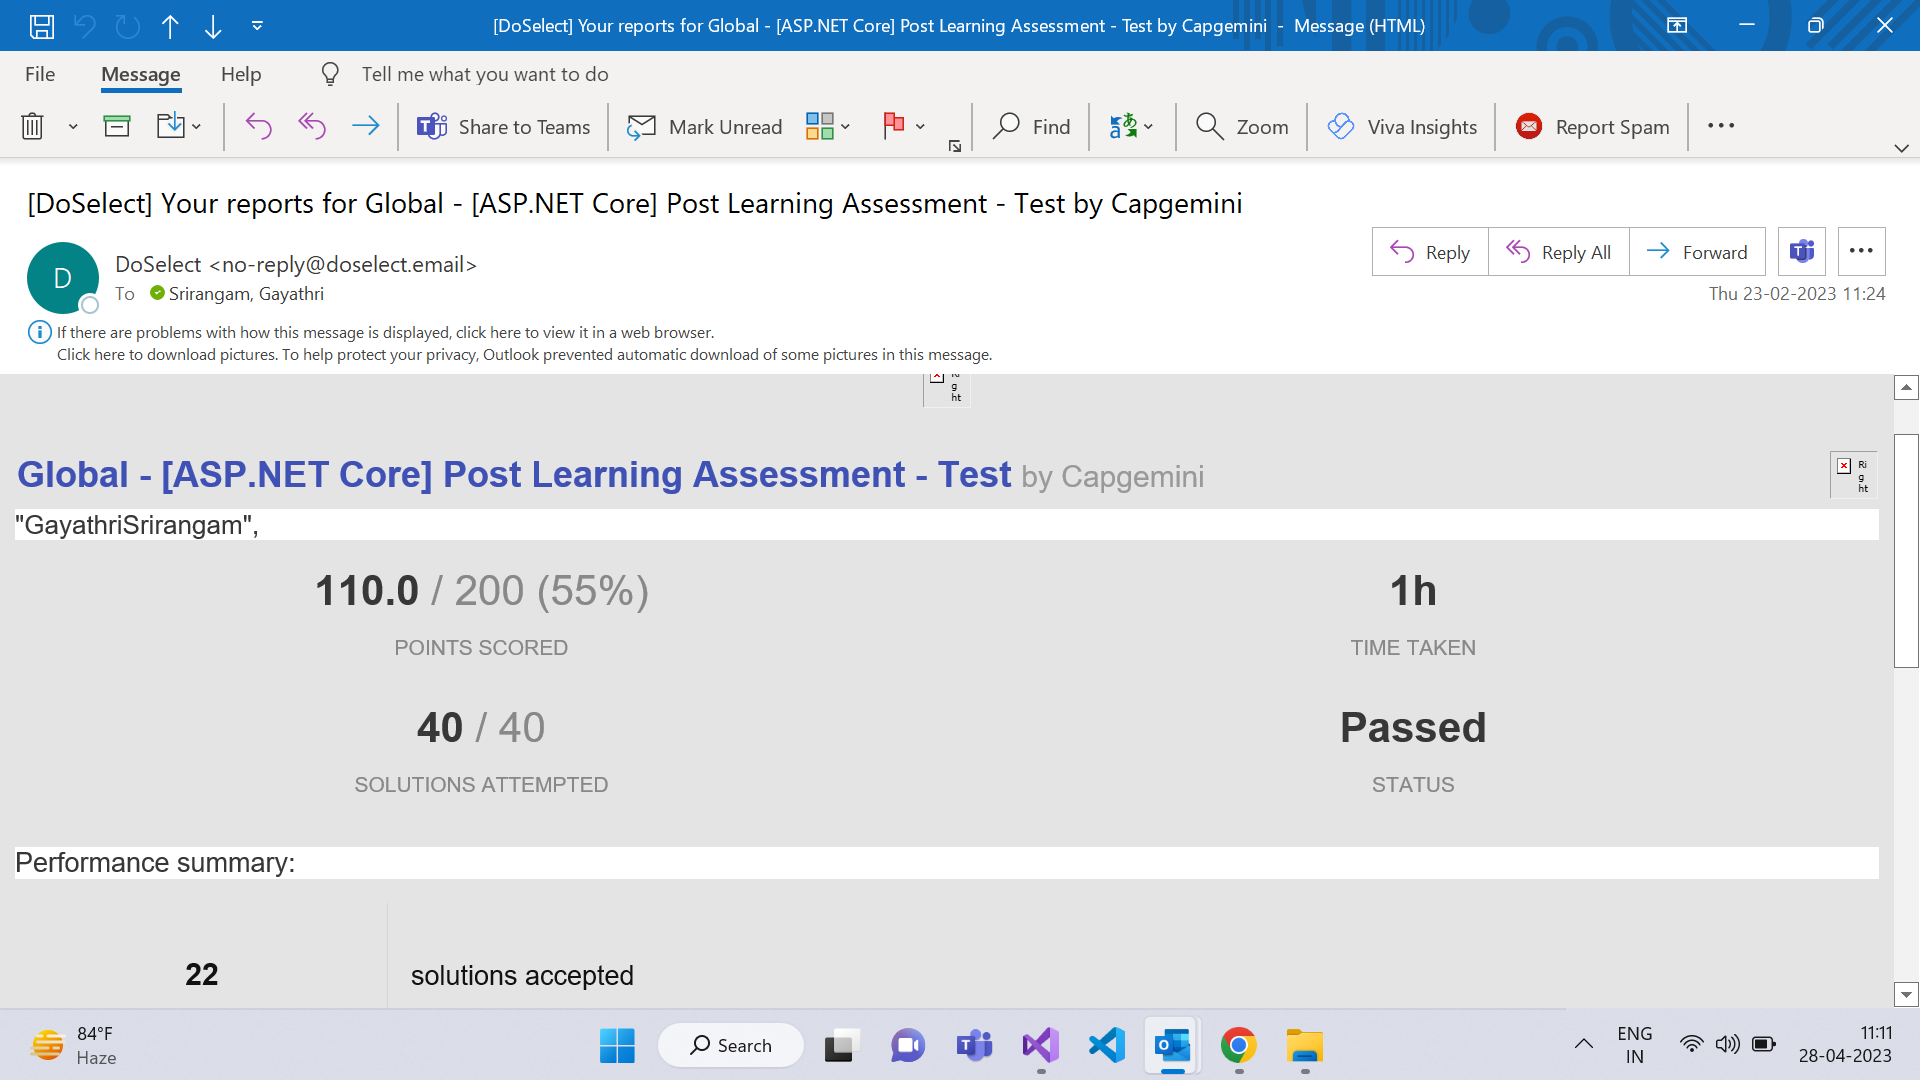 [DoSelect] Your reports for Global - [ASP.NET Core] Post Learning Assessment - Test by Capgemini - Message (HTML)
File Message Help Tell me what you want to do
Share to Teams Mark Unread Find Zoom Viva Insights Report Spam
[DoSelect] Your reports for Global - [ASP.NET Core] Post Learning Assessment - Test by Capgemini
Reply Reply All Forward
D
DoSelect <no-reply@doselect.email>
To Srirangam, Gayathri
Thu 23-02-2023 11:24
If there are problems with how this message is displayed, click here to view it in a web browser.
Click here to download pictures. To help protect your privacy, Outlook prevented automatic download of some pictures in this message.
g
ht
Global - [ASP.NET Core] Post Learning Assessment - Test by Capgemini
Ri
g
ht
"GayathriSrirangam",
110.0 / 200 (55%)
POINTS SCORED
1h
TIME TAKEN
40 / 40
SOLUTIONS ATTEMPTED
Passed
STATUS
Performance summary:
22 solutions accepted
84°F
Haze
Search
ENG
IN
11:11
28-04-2023